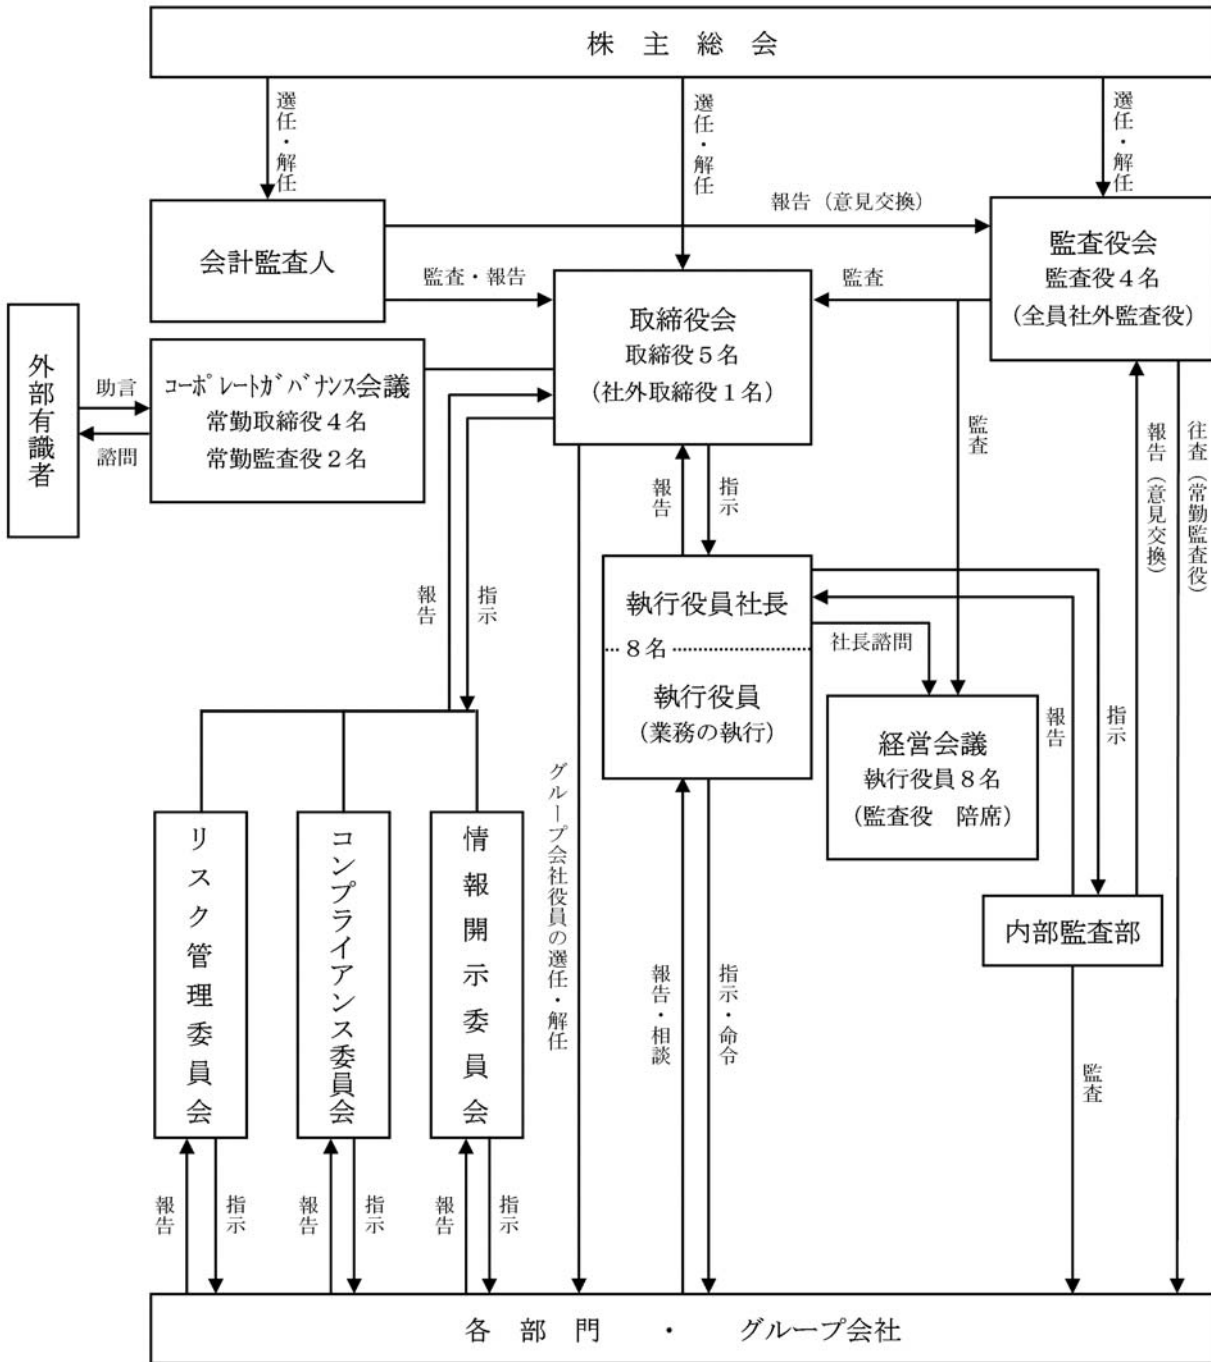 株主総会
選任・解任
選任・解任
選任・解任
報告（意見交換）
会計監査人
監査役会
監査役４名
（全員社外監査役）
監査・報告
監査
取締役会
取締役５名
（社外取締役１名）
外部有識者
助言
諮問
ｺｰﾎﾟﾚｰﾄｶﾞﾊﾞﾅﾝｽ会議
常勤取締役４名
常勤監査役２名
監査
報告（意見交換）
往査（常勤監査役）
報告
指示
報告
指示
執行役員社長
８名
執行役員
（業務の執行）
社長諮問
経営会議
執行役員８名
（監査役　陪席）
報告
指示
内部監査部
グループ会社役員の選任・解任
リスク管理委員会
コンプライアンス委員会
情報開示委員会
報告・相談
指示・命令
監査
報告
指示
報告
指示
報告
指示
各部門・グループ会社